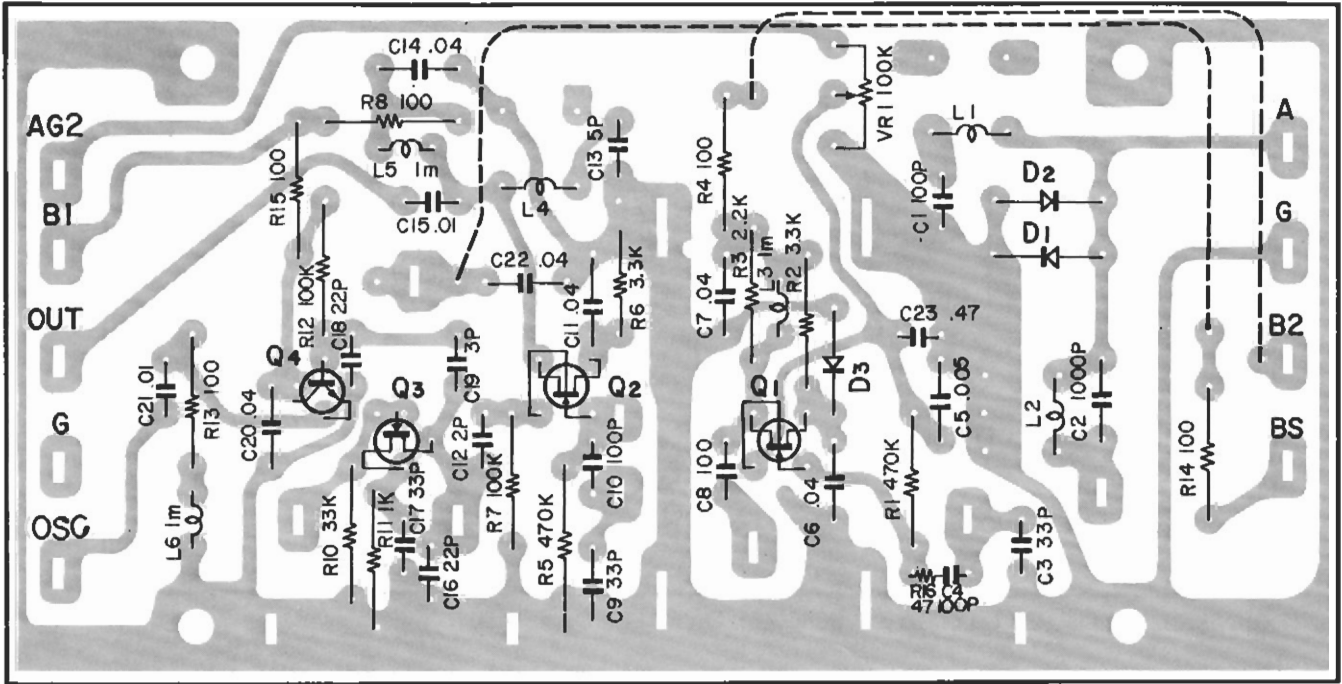 C14 .04
R8 100
VR1 100K
AG2
A
L1
C13 5P
L5 1m
R15 100
R4 100
L4
D2
C1 100P
B1
C15.01
G
R3 2.2K
D1
L3 1m
R2 3.3K
C22 .04
R6 3.3K
R12 100K
C11 .04
C7 .04
OUT
C18 22P
C23 .47
B2
Q4
C19 3P
D3
C21 .01
R13 100
Q3
Q2
Q1
C5 .005
L2
C2 1000P
C20 .04
G
BS
C12 2P
C10 100P
C8 100
R14 100
R7 100K
C6 .04
R1 470K
R11 1K
C17 33P
OSC
L6 1m
R10 33K
R5 470K
C3 33P
C16 22P
C9 33P
R16 C4
47 100P